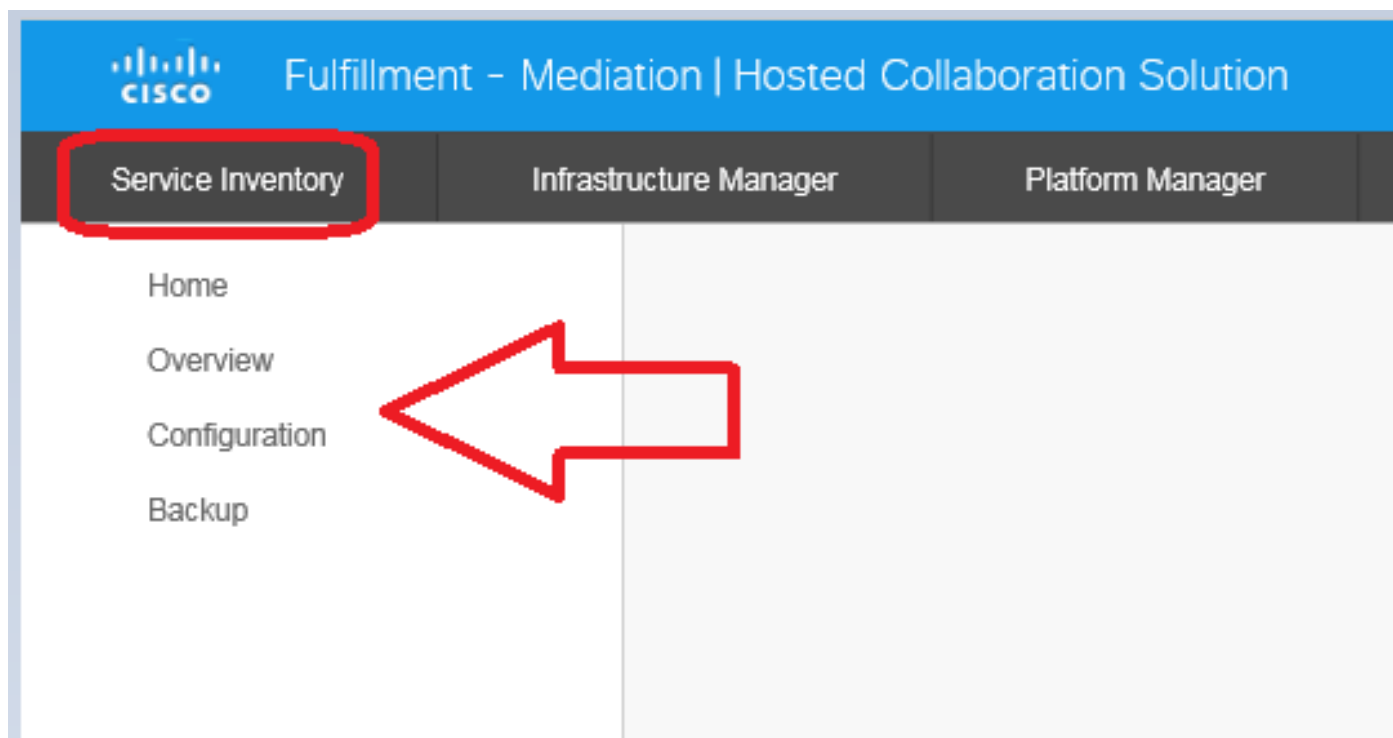 CISCO
Fulfillment - Mediation | Hosted Collaboration Solution
Service Inventory Infrastructure Manager Platform Manager
Home
Overview
Configuration
Backup